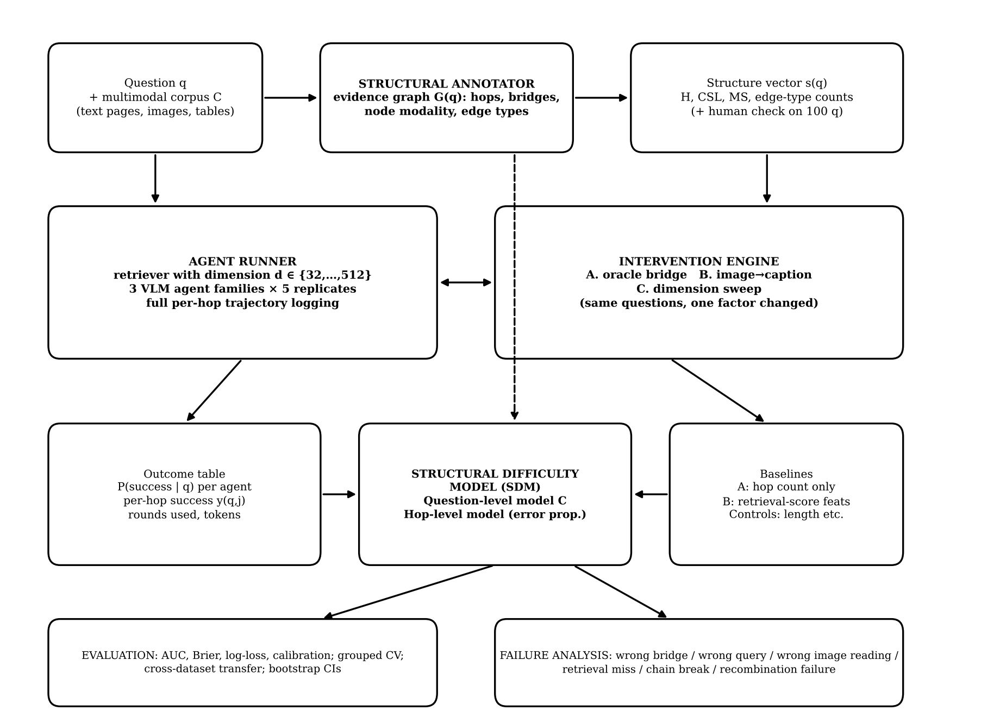 Question q
+ multimodal corpus C
(text pages, images, tables)
STRUCTURAL ANNOTATOR
evidence graph G(q): hops, bridges,
node modality, edge types
Structure vector s(q)
H, CSL, MS, edge-type counts
(+ human check on 100 q)
AGENT RUNNER
retriever with dimension d ∈ {32,...,512}
3 VLM agent families × 5 replicates
full per-hop trajectory logging
INTERVENTION ENGINE
A. oracle bridge   B. image→caption
C. dimension sweep
(same questions, one factor changed)
Outcome table
P(success | q) per agent
per-hop success y(q,j)
rounds used, tokens
STRUCTURAL DIFFICULTY
MODEL (SDM)
Question-level model C
Hop-level model (error prop.)
Baselines
A: hop count only
B: retrieval-score feats
Controls: length etc.
EVALUATION: AUC, Brier, log-loss, calibration; grouped CV;
cross-dataset transfer; bootstrap CIs
FAILURE ANALYSIS: wrong bridge / wrong query / wrong image reading /
retrieval miss / chain break / recombination failure